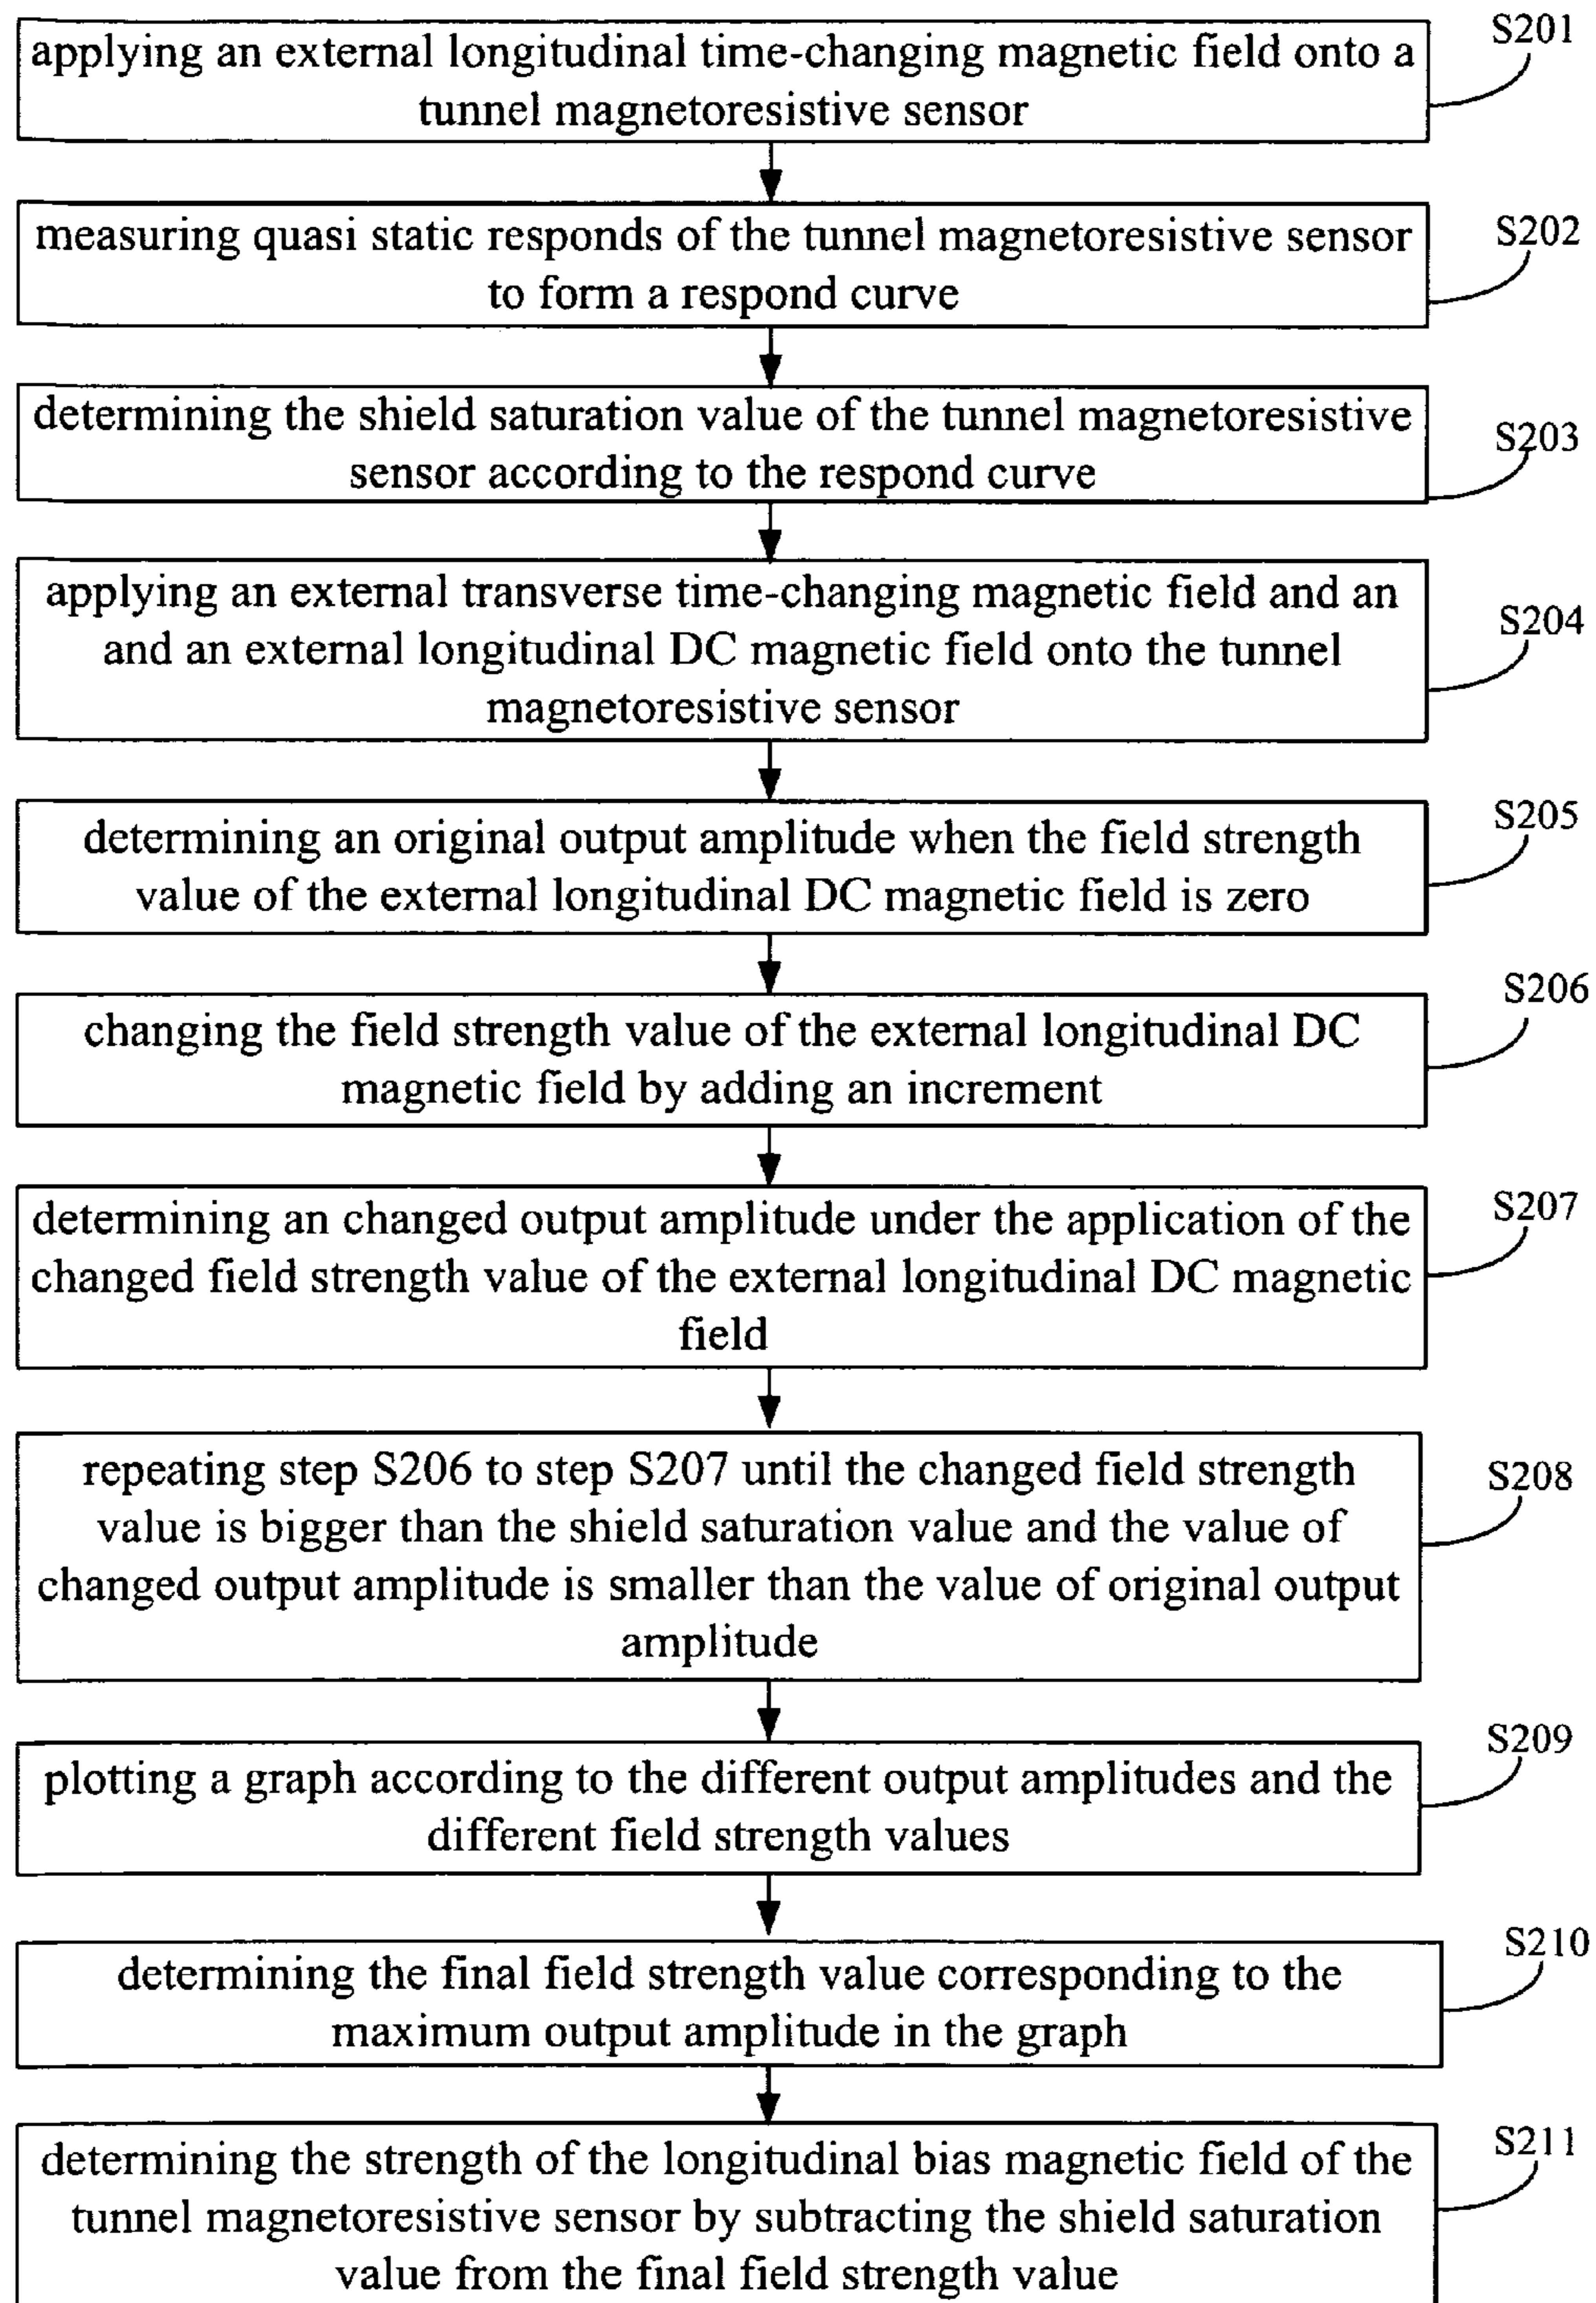 S201
applying an external longitudinal time-changing magnetic field onto a
tunnel magnetoresistive sensor
S202
measuring quasi static responds of the tunnel magnetoresistive sensor
to form a respond curve
S203
determining the shield saturation value of the tunnel magnetoresistive
sensor according to the respond curve
S204
applying an external transverse time-changing magnetic field and an
and an external longitudinal DC magnetic field onto the tunnel
magnetoresistive sensor
S205
determining an original output amplitude when the field strength
value of the external longitudinal DC magnetic field is zero
S206
changing the field strength value of the external longitudinal DC
magnetic field by adding an increment
S207
determining an changed output amplitude under the application of the
changed field strength value of the external longitudinal DC magnetic
field
S208
repeating step S206 to step S207 until the changed field strength
value is bigger than the shield saturation value and the value of
changed output amplitude is smaller than the value of original output
amplitude
S209
plotting a graph according to the different output amplitudes and the
different field strength values
S210
determining the final field strength value corresponding to the
maximum output amplitude in the graph
S211
determining the strength of the longitudinal bias magnetic field of the
tunnel magnetoresistive sensor by subtracting the shield saturation
value from the final field strength value